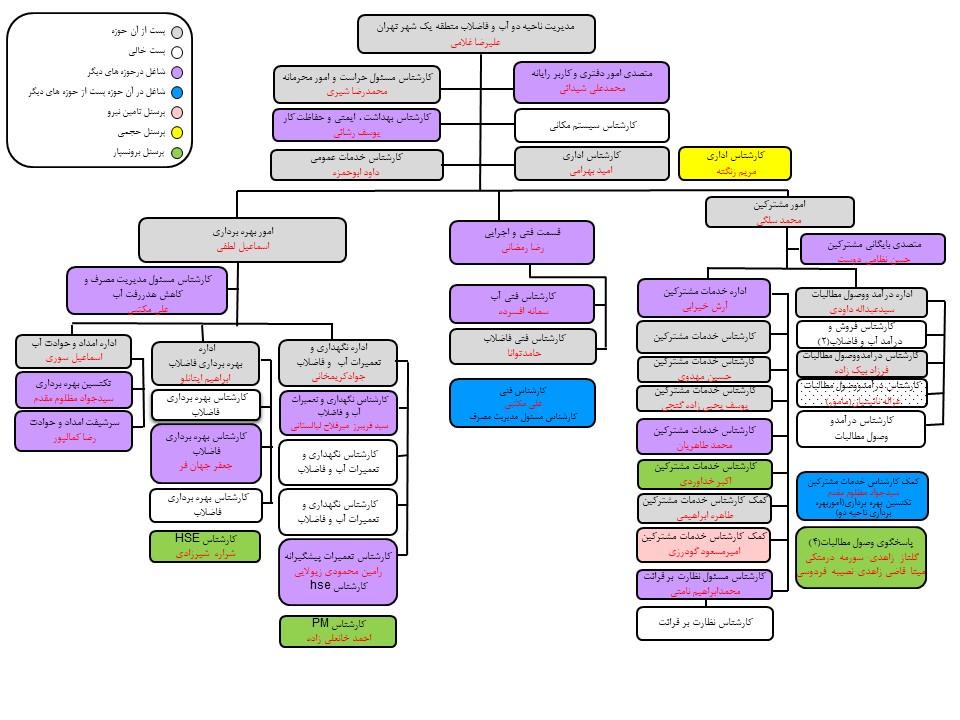 مدیریت ناحیه دو آب و فاضلاب منطقه یک شهر تهران
علیرضا غلامی
پست از آن حوزه
پست خالی
شاغل درحوزه های دیگر
شاغل در آن حوزه پست از حوزه های دیگر
پرسنل تامین نیرو
پرسنل حجمی
پرسنل برونسپار
متصدی امور دفتری و کاربر رایانه
محمدعلی شیدائی
کارشناس مسئول حراست و امور محرمانه
محمدرضا شیری
کارشناس سیستم مکانی
کارشناس بهداشت، ایمنی و حفاظت کار
یوسف رشائی
کارشناس اداری
مریم رنگته
کارشناس اداری
امید بهرامی
کارشناس خدمات عمومی
داود ابوحمزه
امور مشترکین
محمد سلگی
قسمت فنی و اجرایی
رضا رمضانی
امور بهره برداری
اسماعیل لطفی
متصدی بایگانی مشترکین
حسن نظامی دوست
کارشناس مسئول مدیریت مصرف و
کاهش هدررفت آب
علی مکتبی
اداره درآمد ووصول مطالبات
سیدعبداله داودی
کارشناس فروش و
درآمد آب و فاضلاب(۲)
کارشناس درآمدووصول مطالبات
فرزاد بیک زاده
کارشناس درآمدووصول مطالبات
(مامور)
کارشناس درآمدو
وصول مطالبات
کمک کارشناس خدمات مشترکین
سیدجواد مظلوم مقدم
تکنسین بهره برداری(اموربهره
برداری ناحیه دو)
پاسخگوی وصول مطالبات(۴)
گلناز زاهدی سورمه درمتکی
مینا قاضی زاهدی نصیبه فردوسی
اداره خدمات مشترکین
آرش خیرابی
کارشناس خدمات مشترکین
کارشناس خدمات مشترکین
حسین مهدوی
کارشناس خدمات مشترکین
یوسف یحیی زاده گتجی
کارشناس خدمات مشترکین
محمد طاهریان
کارشناس خدمات مشترکین
اکبر خداوردی
کمک کارشناس خدمات مشترکین
طاهره ابراهیمی
کمک کارشناس خدمات مشترکین
امیرمسعود گودرزی
کارشناس مسئول نظارت بر قرائت
محمدابراهیم نامنی
کارشناس نظارت بر قرائت
کارشناس فنی آب
سمانه افسرده
کارشناس فنی فاضلاب
حامدتوانا
کارشناس فنی
علی مکتبی
کارشناس مسئول مدیریت مصرف
اداره نگهداری و
تعمیرات آب و فاضلاب
جوادکریمخانی
کارشناس نگهداری و تعمیرات
آب و فاضلاب
سید فریبرز میرفلاح لیالستانی
کارشناس نگهداری و
تعمیرات آب و فاضلاب
کارشناس نگهداری و
تعمیرات آب و فاضلاب
کارشناس تعمیرات پیشگیرانه
رامین محمودی زیولایی
کارشناس hse
کارشناس PM
احمد خانعلی زاده
اداره
بهره برداری فاضلاب
ابراهیم اینانلو
کارشناس بهره برداری
فاضلاب
کارشناس بهره برداری
فاضلاب
جعفر جهان فر
کارشناس بهره برداری
فاضلاب
کارشناس HSE
شراره شیرزادی
اداره امداد و حوادث آب
اسماعیل سوری
تکنسین بهره برداری
سیدجواد مظلوم مقدم
سرشیفت امداد و حوادث
رضا کمالپور